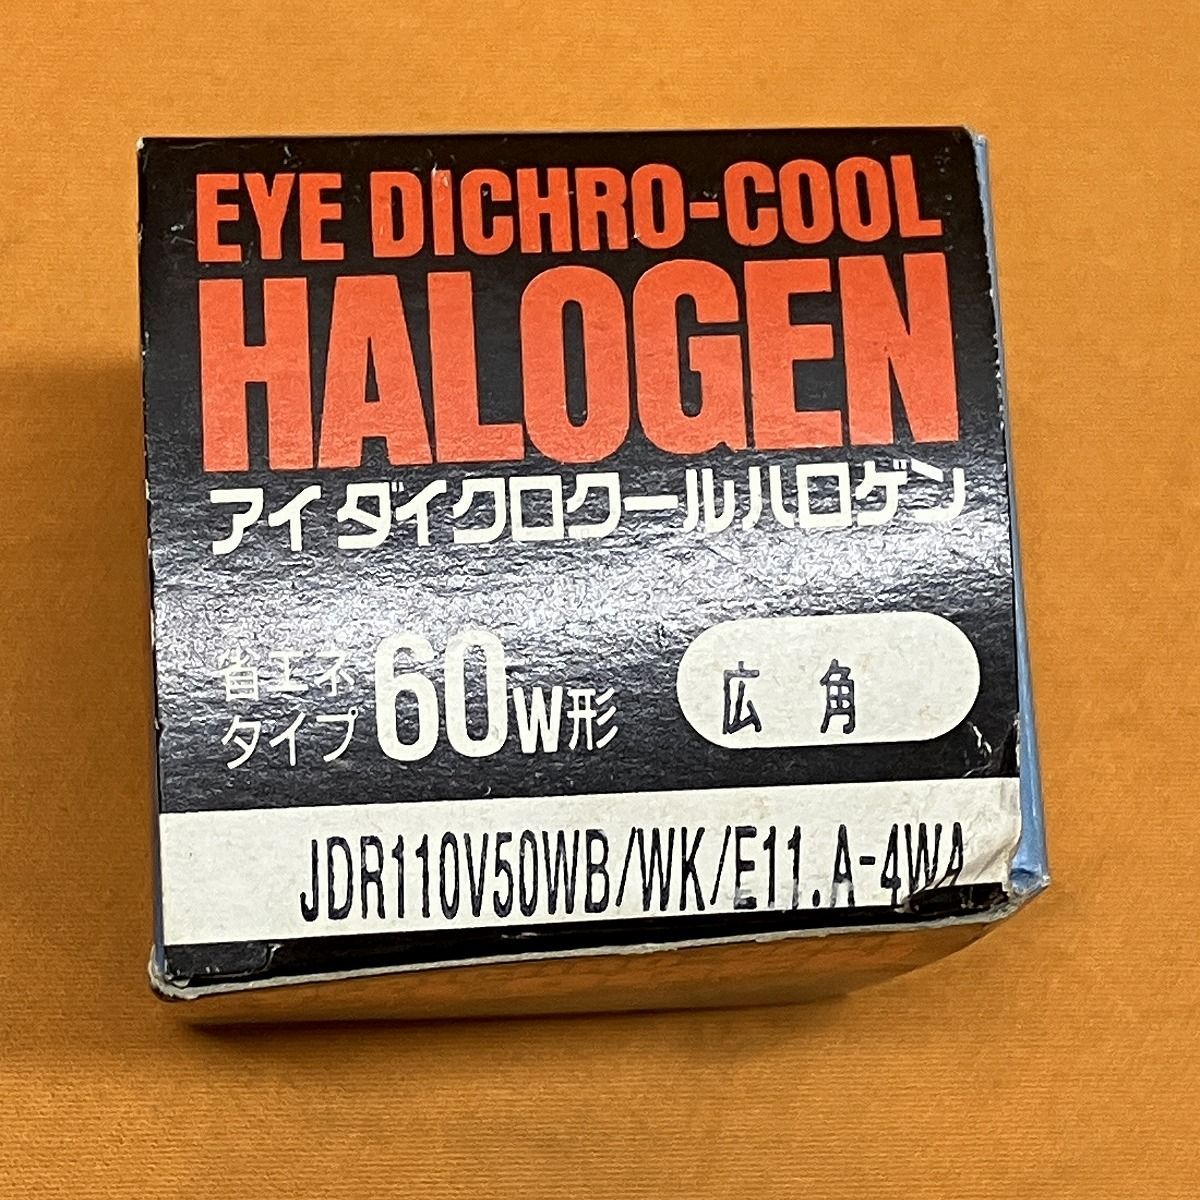 EYE DICHRO-COOL
HALOGEN
アイ ダイクロクールハロゲン
省エネ
タイプ 60W形
広 角
JDR110V50WB/WK/E11.A-4WA